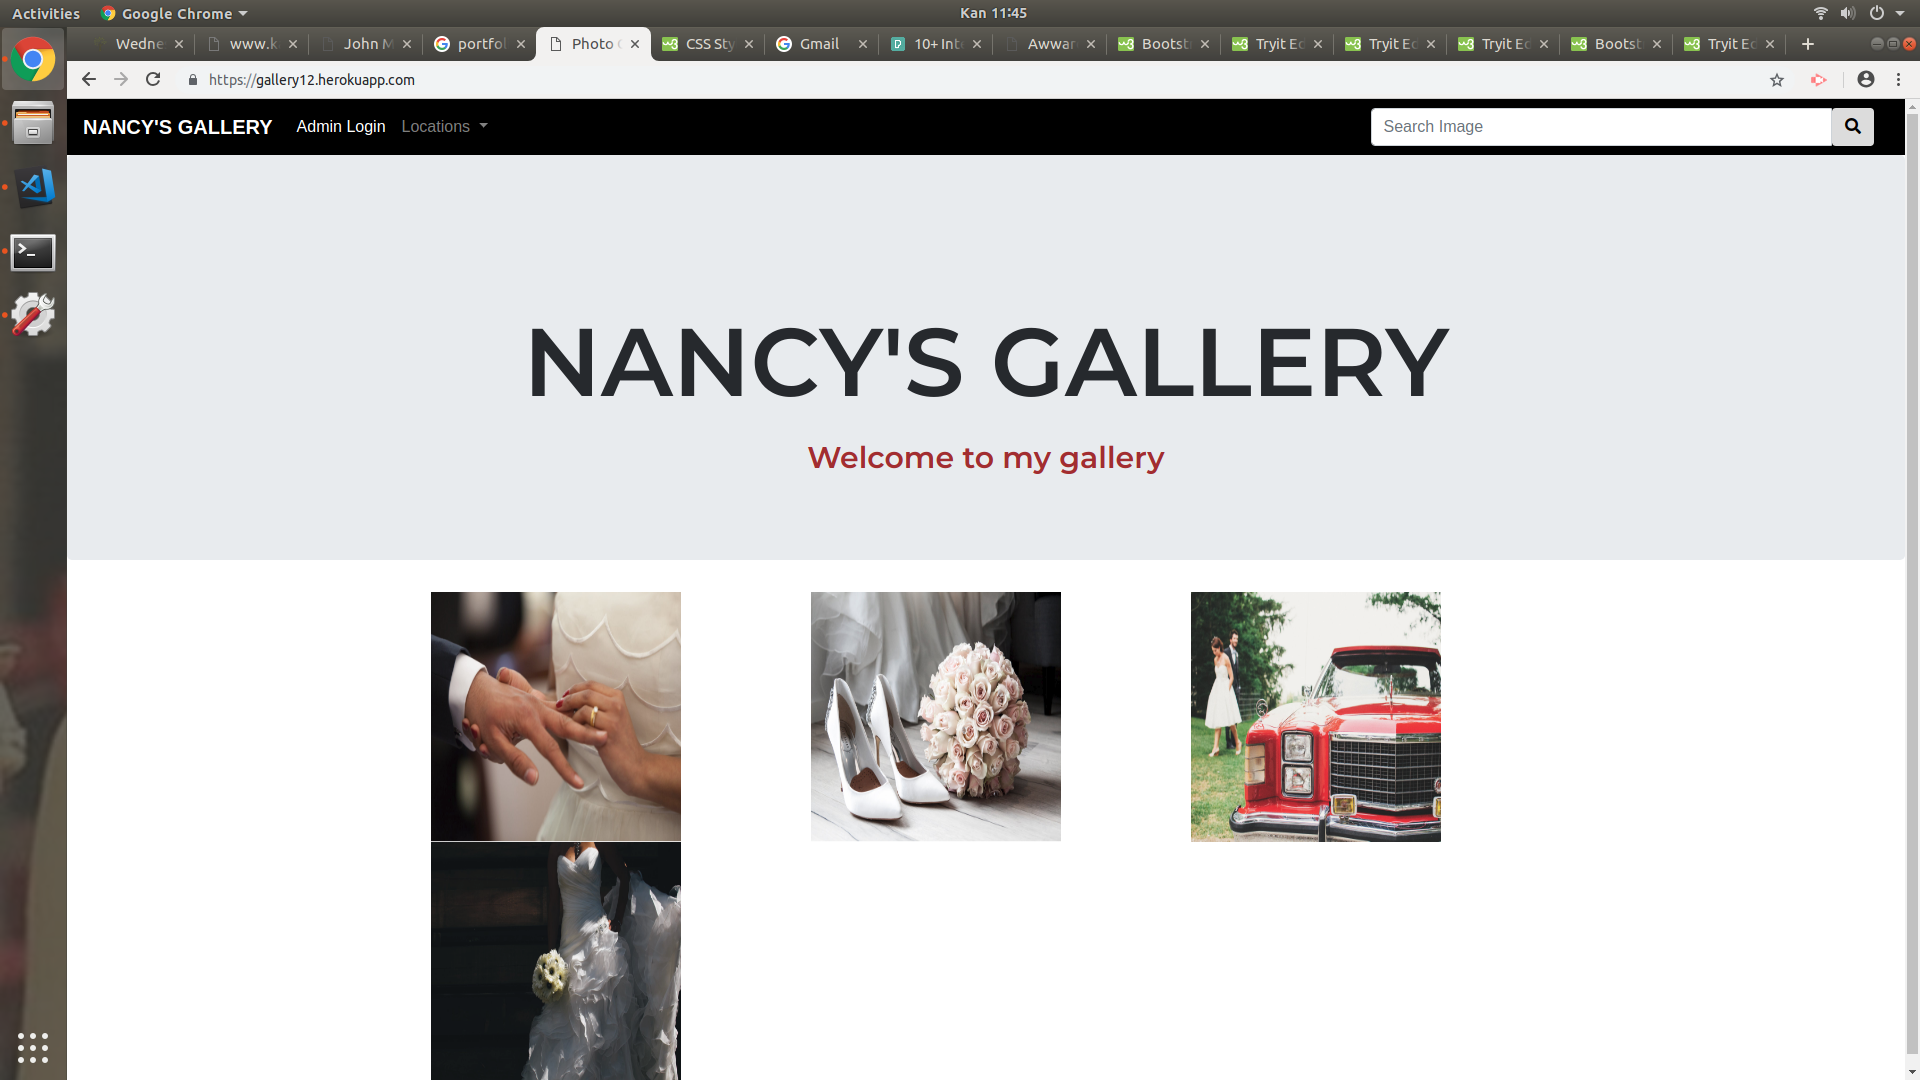 Activities
Google Chrome
Kan 11:45
Wedne
www.k
John M
portfol
Photo
CSS Sty
Gmail
10+ Int
Awwar
Bootst
Tryit Ed
Tryit Ed
Tryit Ed
Bootst
Tryit Ed
https://gallery12.herokuapp.com
NANCY'S GALLERY
Admin Login
Locations
Search Image
NANCY'S GALLERY
Welcome to my gallery